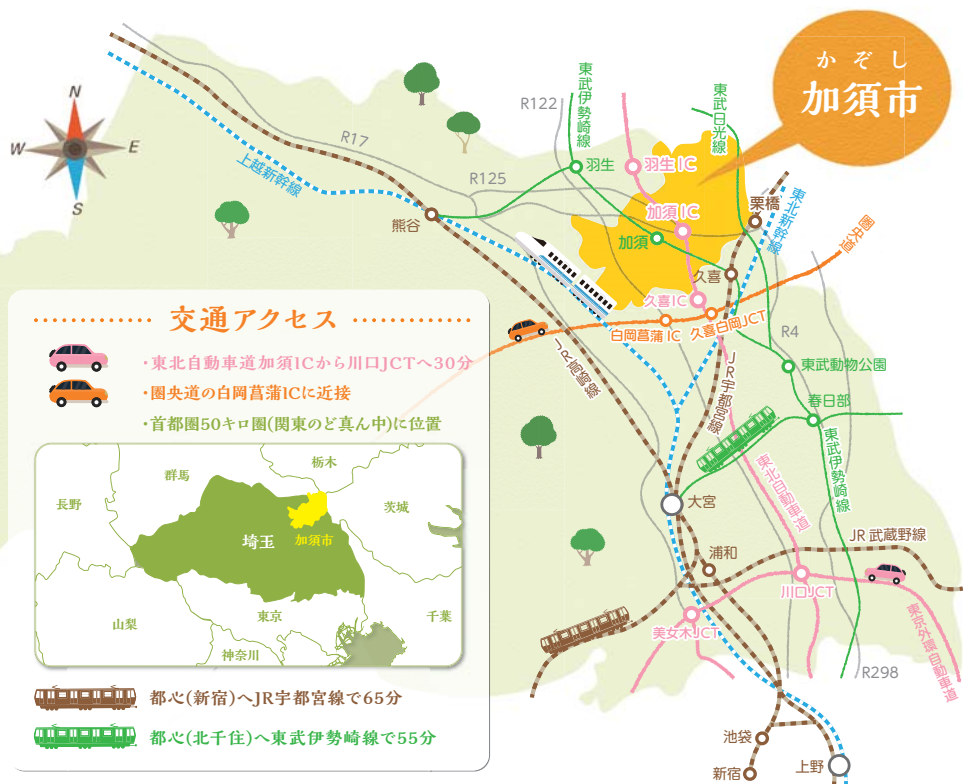 かぞし
加須市
N
W
E
S
東武伊勢崎線
東武日光線
R122
R17
上越新幹線
R125
羽生
羽生IC
加須IC
加須
栗橋
東北新幹線
圏央道
熊谷
久喜
久喜IC
白岡菖蒲IC
久喜白岡JCT
R4
JR高崎線
JR宇都宮線
東武動物公園
春日部
東武伊勢崎線
東北自動車道
大宮
JR武蔵野線
浦和
川口JCT
美女木JCT
東京外環自動車道
R298
池袋
新宿
上野
交通アクセス
・東北自動車道加須ICから川口JCTへ30分
・圏央道の白岡菖蒲ICに近接
・首都圏50キロ圏(関東のど真ん中)に位置
栃木
群馬
長野
茨城
埼玉
加須市
山梨
東京
千葉
神奈川
都心(新宿)へJR宇都宮線で65分
都心(北千住)へ東武伊勢崎線で55分